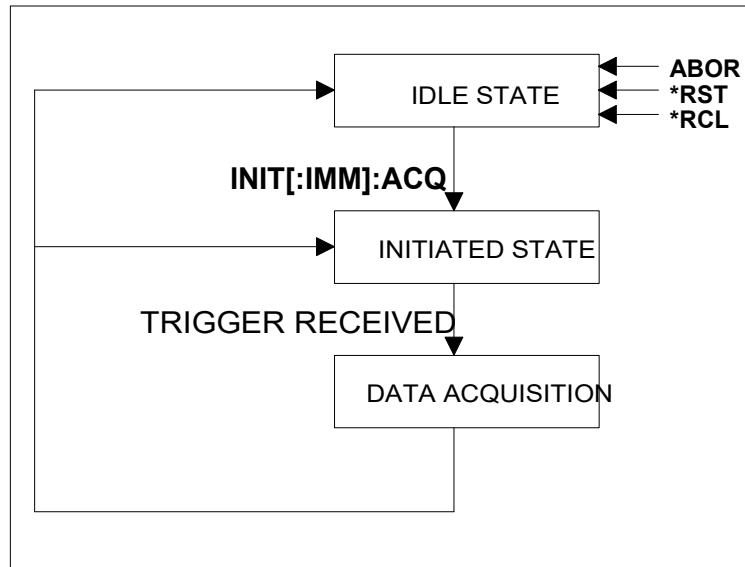 IDLE STATE
ABOR
*RST
*RCL
INIT[:IMM]:ACQ
INITIATED STATE
TRIGGER RECEIVED
DATA ACQUISITION